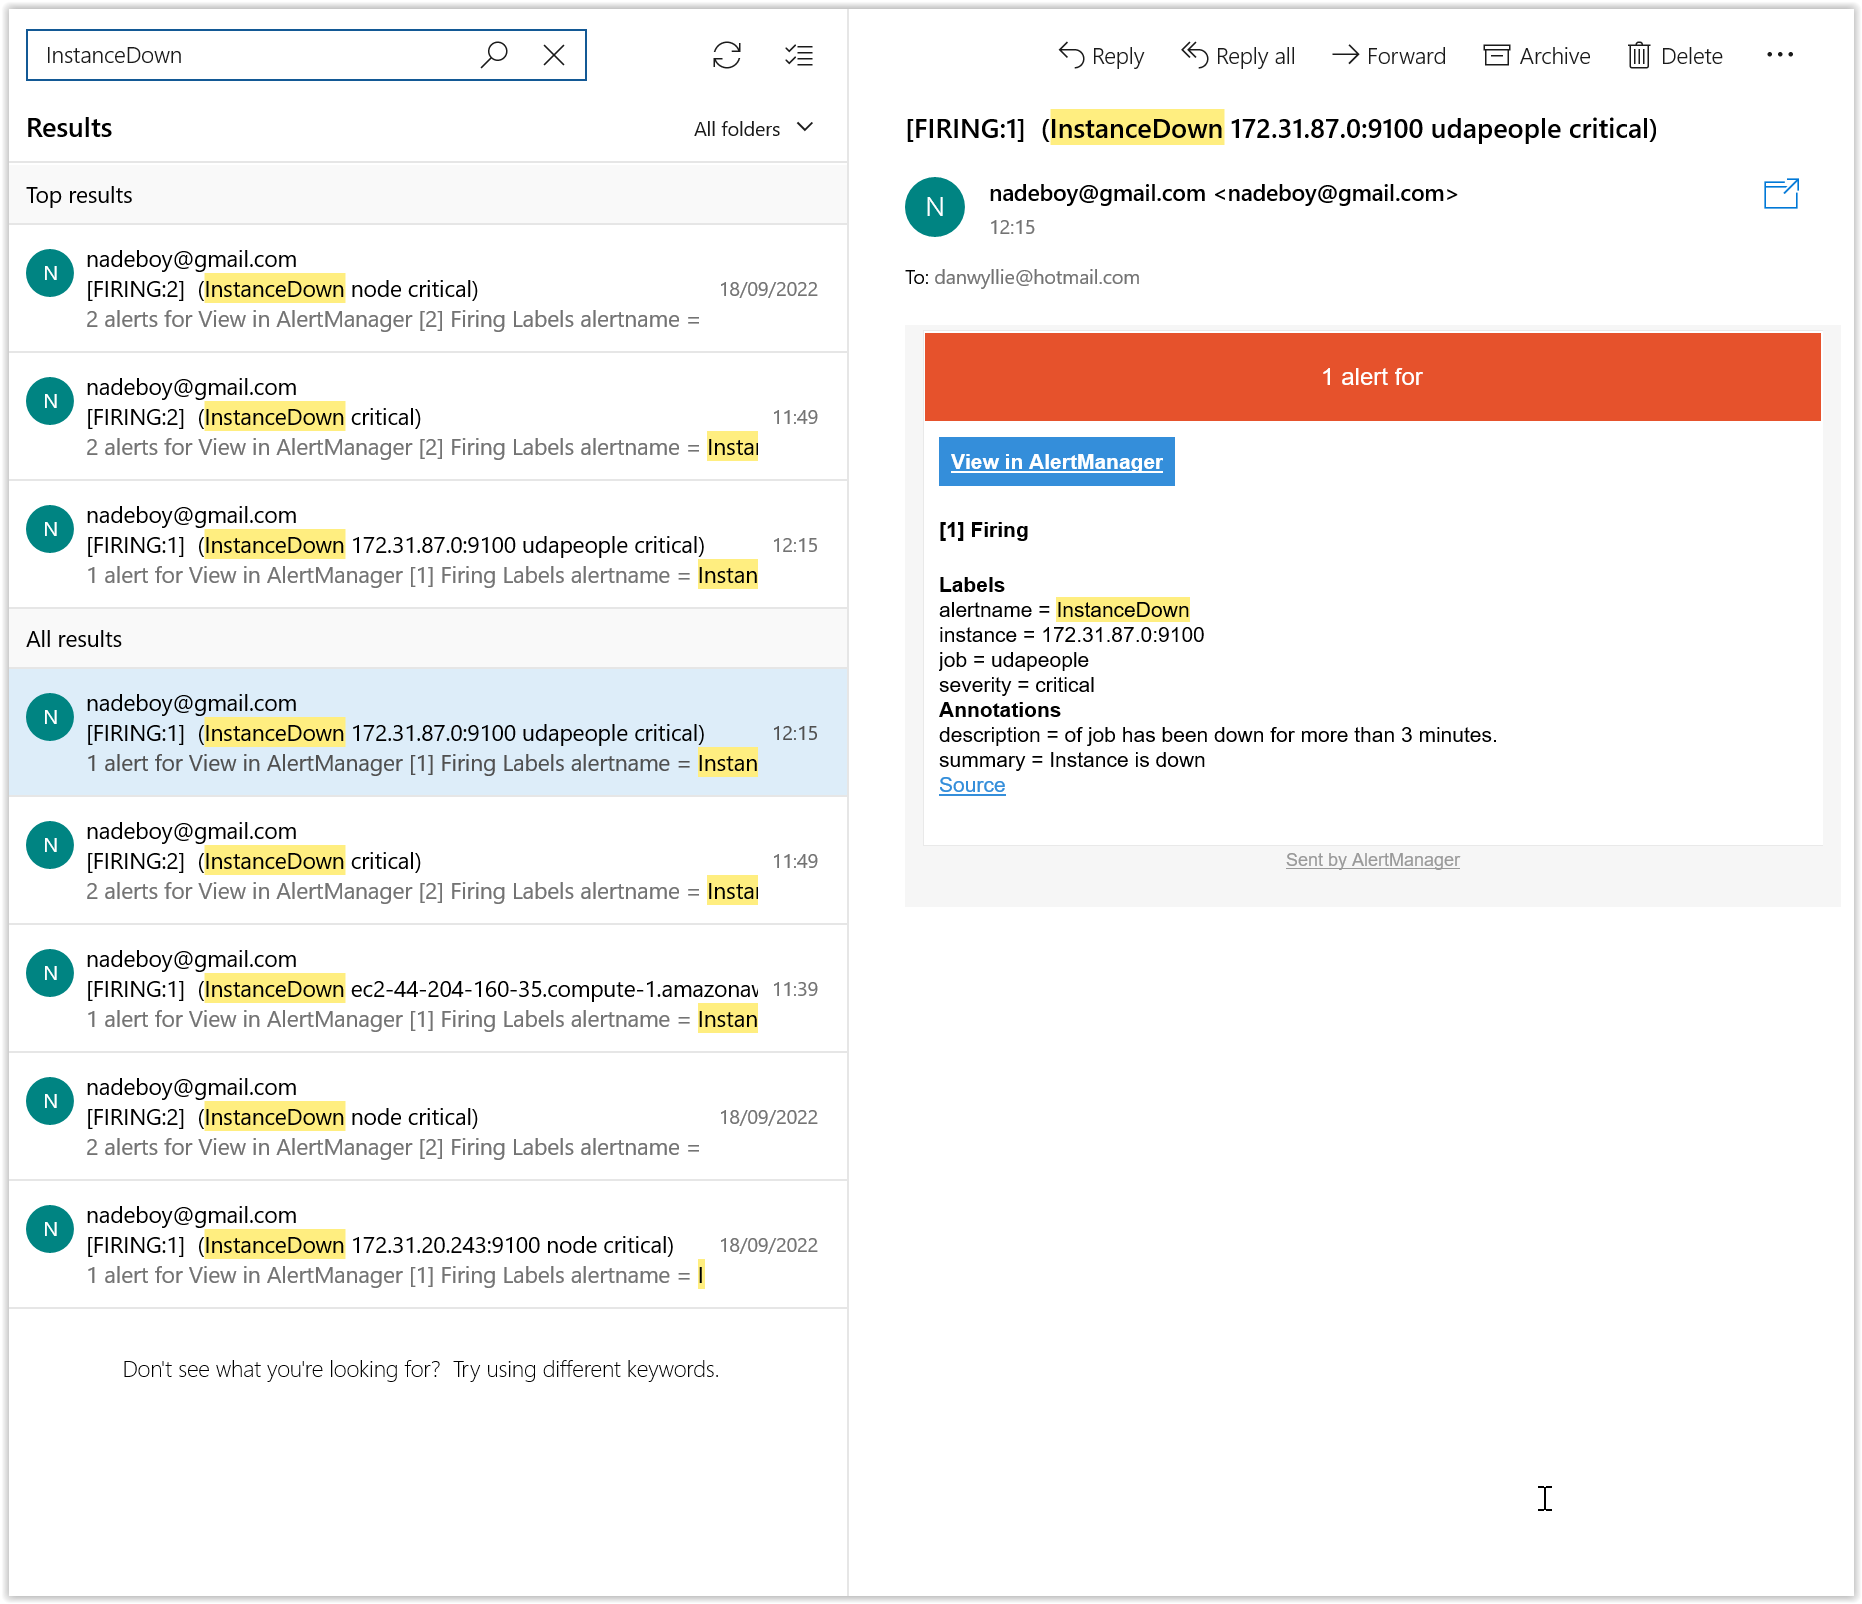 InstanceDown
Results
All folders
Top results
N
nadeboy@gmail.com
[FIRING:2] (InstanceDown node critical)
18/09/2022
2 alerts for View in AlertManager [2] Firing Labels alertname =
N
nadeboy@gmail.com
[FIRING:2] (InstanceDown critical)
11:49
2 alerts for View in AlertManager [2] Firing Labels alertname = Instan
N
nadeboy@gmail.com
[FIRING:1] (InstanceDown 172.31.87.0:9100 udapeople critical)
12:15
1 alert for View in AlertManager [1] Firing Labels alertname = Instan
All results
N
nadeboy@gmail.com
[FIRING:1] (InstanceDown 172.31.87.0:9100 udapeople critical)
12:15
1 alert for View in AlertManager [1] Firing Labels alertname = Instan
N
nadeboy@gmail.com
[FIRING:2] (InstanceDown critical)
11:49
2 alerts for View in AlertManager [2] Firing Labels alertname = Instan
N
nadeboy@gmail.com
[FIRING:1] (InstanceDown ec2-44-204-160-35.compute-1.amazonaw
11:39
1 alert for View in AlertManager [1] Firing Labels alertname = Instan
N
nadeboy@gmail.com
[FIRING:2] (InstanceDown node critical)
18/09/2022
2 alerts for View in AlertManager [2] Firing Labels alertname =
N
nadeboy@gmail.com
[FIRING:1] (InstanceDown 172.31.20.243:9100 node critical)
18/09/2022
1 alert for View in AlertManager [1] Firing Labels alertname = I
Don't see what you're looking for? Try using different keywords.
Reply
Reply all
Forward
Archive
Delete
[FIRING:1] (InstanceDown 172.31.87.0:9100 udapeople critical)
N
nadeboy@gmail.com <nadeboy@gmail.com>
12:15
To: danwyllie@hotmail.com
1 alert for
View in AlertManager
[1] Firing
Labels
alertname = InstanceDown
instance = 172.31.87.0:9100
job = udapeople
severity = critical
Annotations
description = of job has been down for more than 3 minutes.
summary = Instance is down
Source
Sent by AlertManager